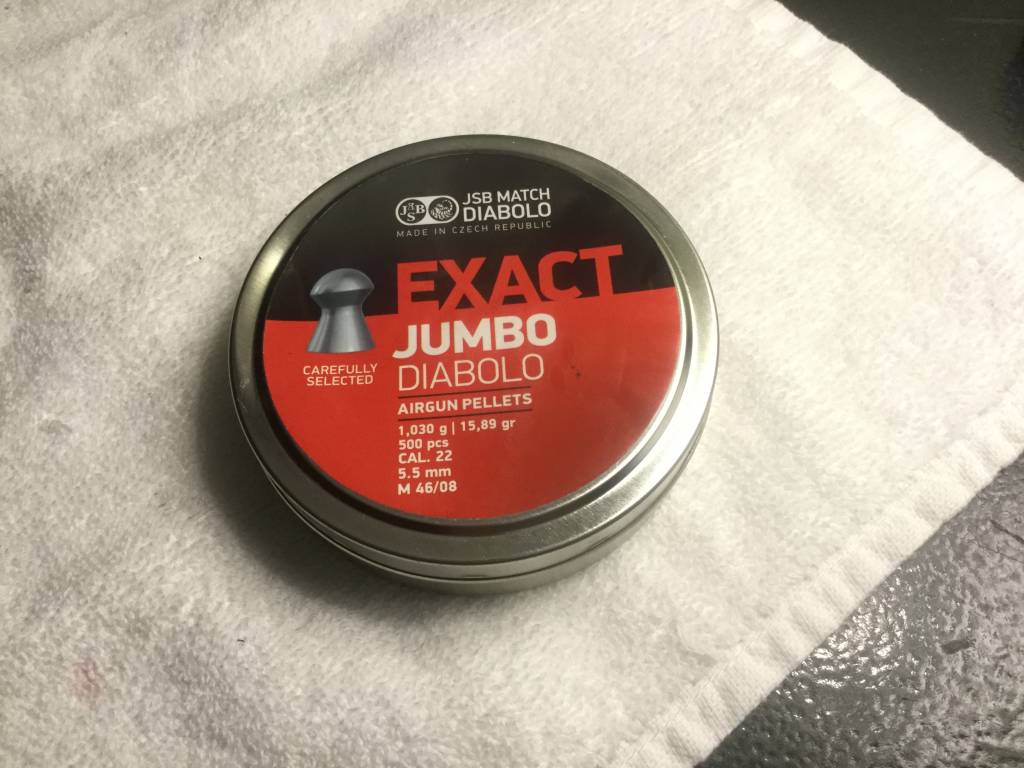 JSB
JSB MATCH
DIABOLO
MADE IN CZECH REPUBLIC
EXACT
JUMBO
DIABOLO
CAREFULLY
SELECTED
AIRGUN PELLETS
1,030 g | 15,89 gr
500 pcs
CAL. 22
5.5 mm
M 46/08